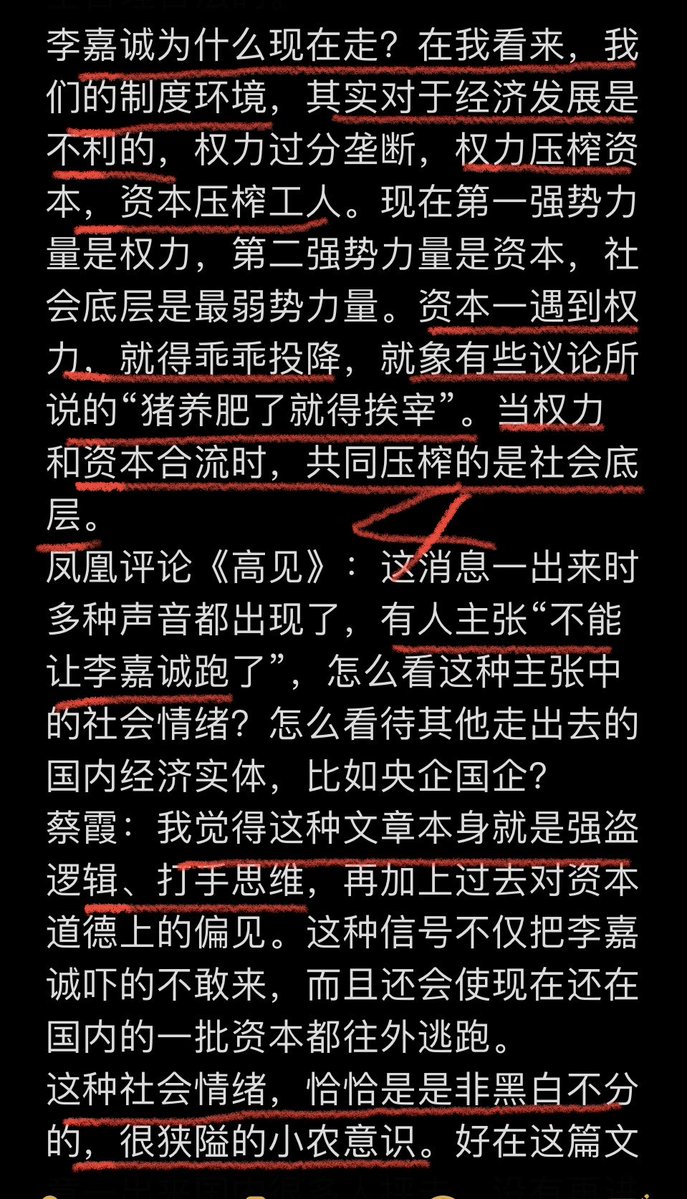 李嘉诚为什么现在走？在我看来，我
们的制度环境，其实对于经济发展是
不利的，权力过分垄断，权力压榨资
本，资本压榨工人。现在第一强势力
量是权力，第二强势力量是资本，社
会底层是最弱势力量。资本一遇到权
力，就得乖乖投降，就象有些议论所
说的“猪养肥了就得挨宰”。当权力
和资本合流时，共同压榨的是社会底
层。
凤凰评论《高见》：这消息一出来时
多种声音都出现了，有人主张“不能
让李嘉诚跑了”，怎么看这种主张中
的社会情绪？怎么看待其他走出去的
国内经济实体，比如央企国企？
蔡霞：我觉得这种文章本身就是强盗
逻辑、打手思维，再加上过去对资本
道德上的偏见。这种信号不仅把李嘉
诚吓的不敢来，而且还会使现在还在
国内的一批资本都往外逃跑。
这种社会情绪，恰恰是是非黑白不分
的，很狭隘的小农意识。好在这篇文